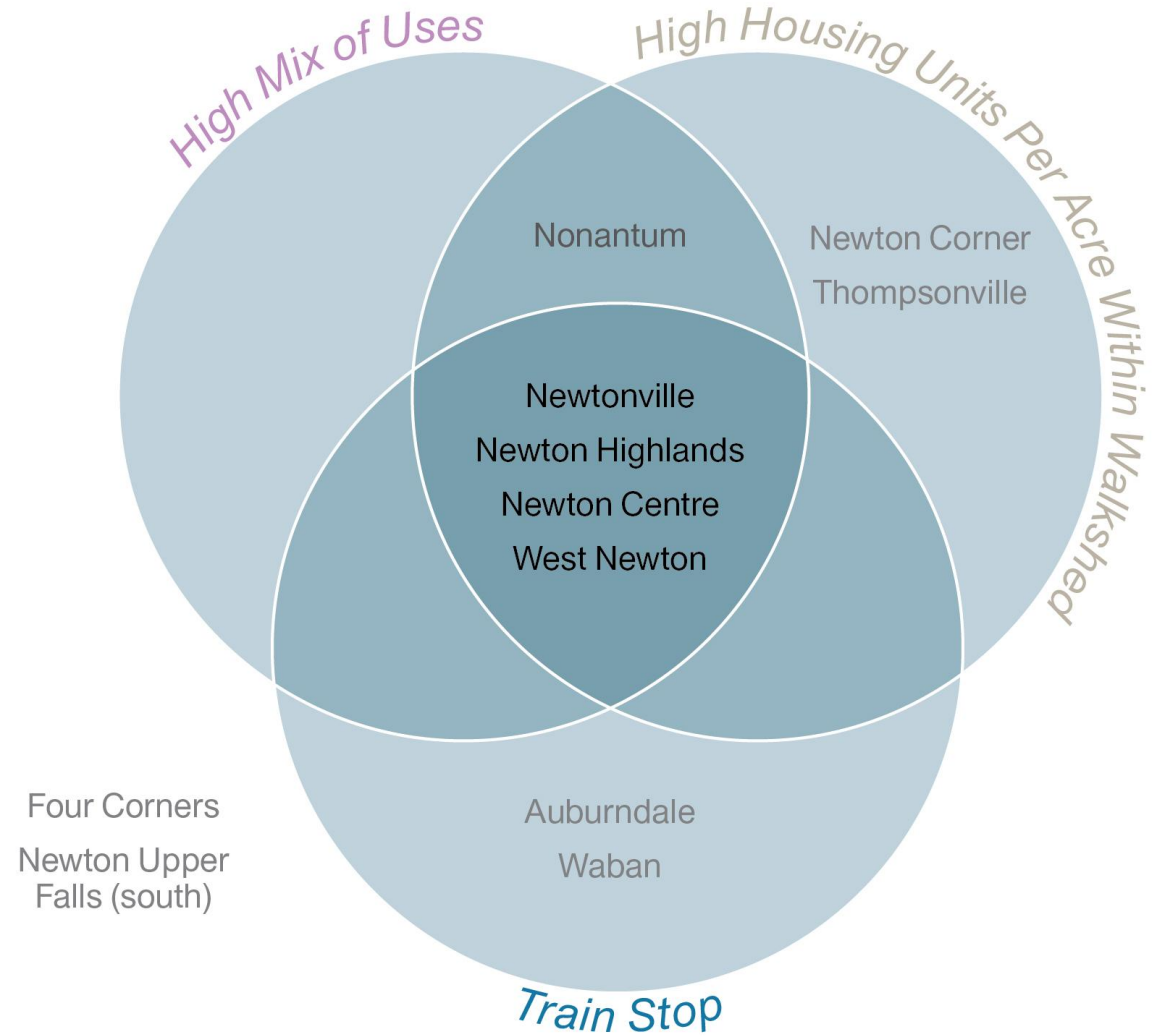 High Mix of Uses
High Housing Units Per Acre Within Walkshed
Nonantum
Newton Corner
Thompsonville
Newtonville
Newton Highlands
Newton Centre
West Newton
Four Corners
Newton Upper
Falls (south)
Auburndale
Waban
Train Stop